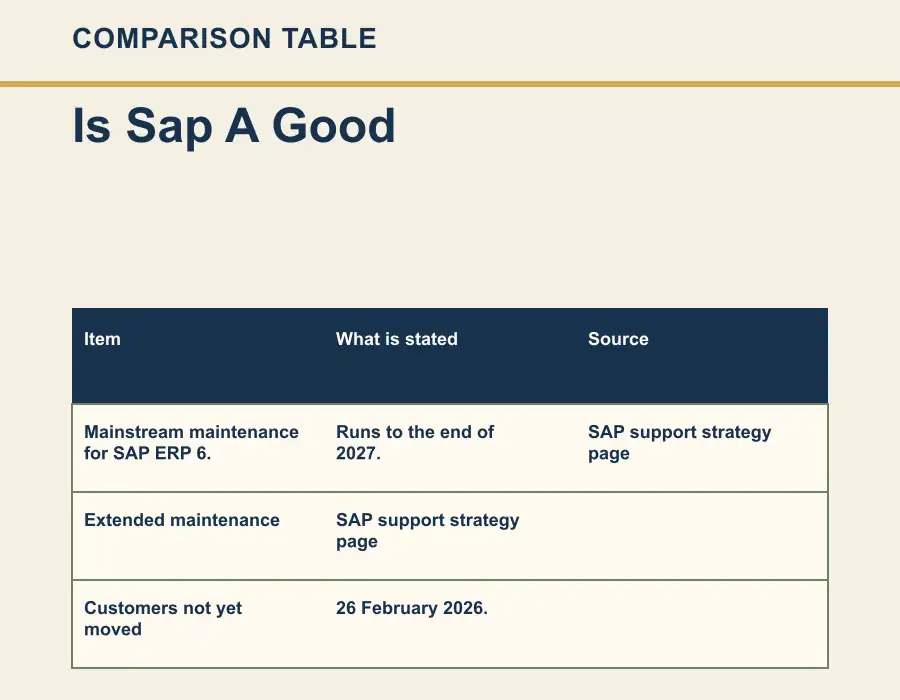 COMPARISON TABLE
Is Sap A Good
Item What is stated Source
Mainstream maintenance Runs to the end of SAP support strategy
for SAP ERP 6. 2027. page
Extended maintenance SAP support strategy
page
Customers not yet 26 February 2026.
moved